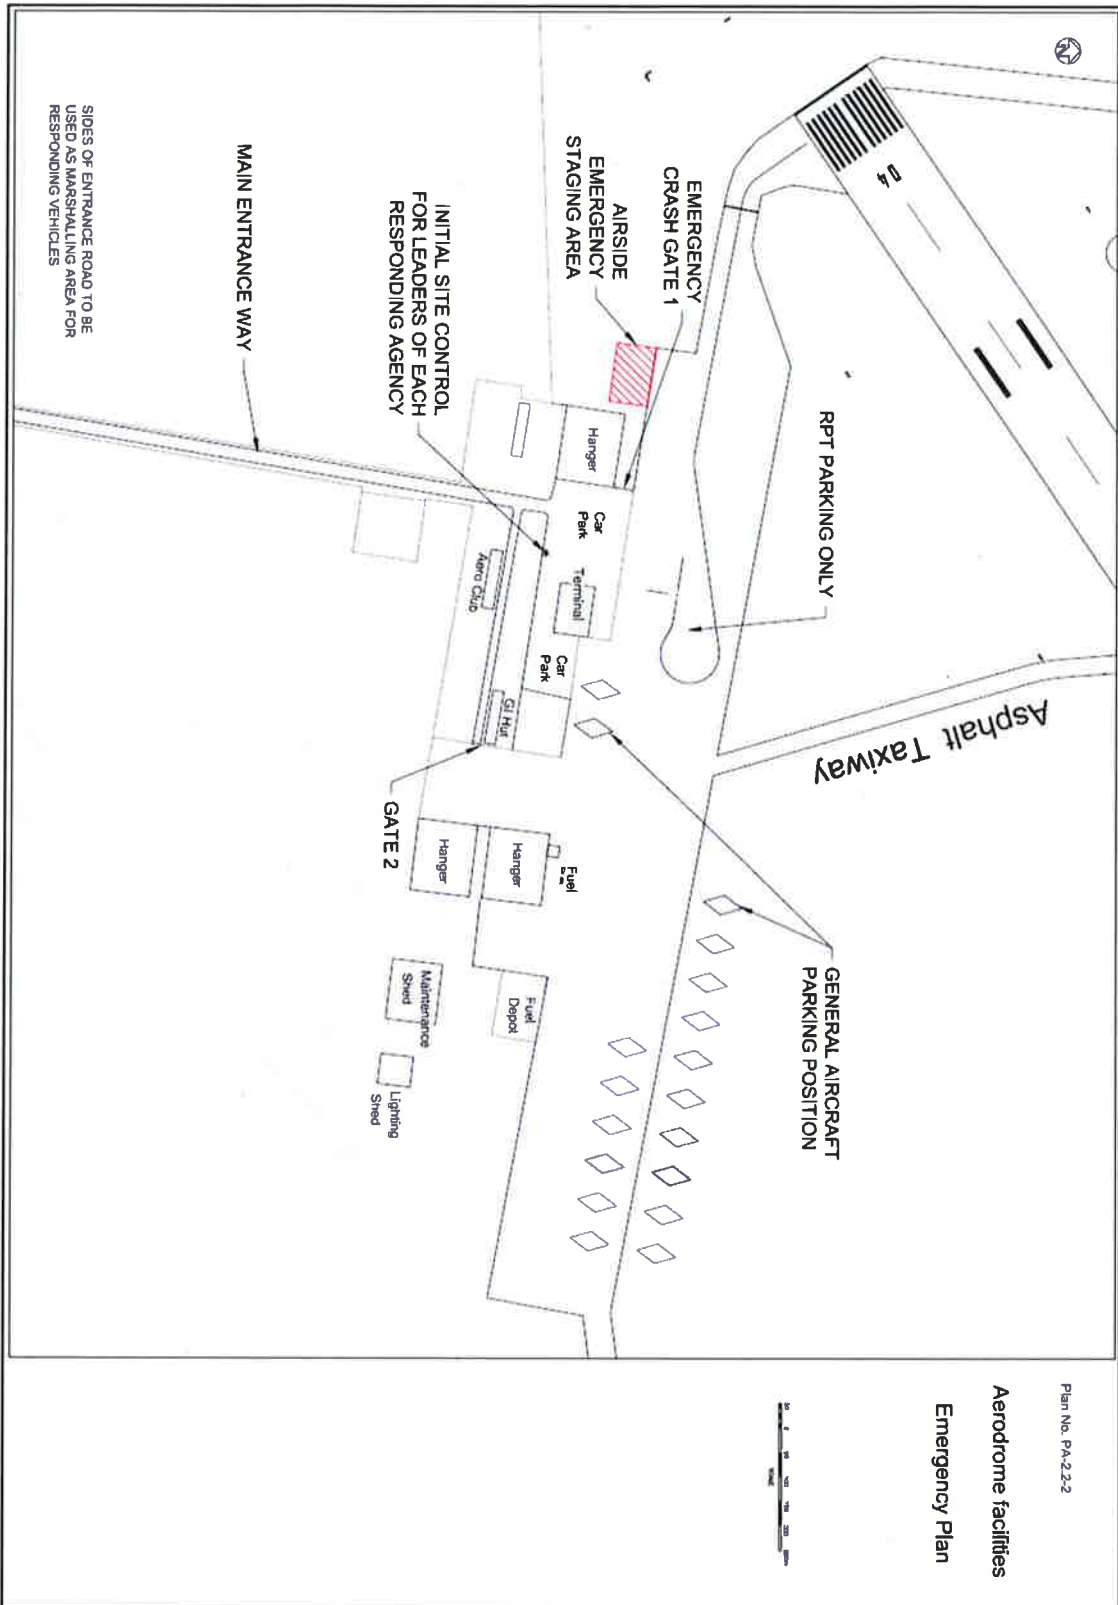 N
04
EMERGENCY
CRASH GATE 1
AIRSIDE
EMERGENCY
STAGING AREA
INITIAL SITE CONTROL
FOR LEADERS OF EACH
RESPONDING AGENCY
MAIN ENTRANCE WAY
SIDES OF ENTRANCE ROAD TO BE
USED AS MARSHALLING AREA FOR
RESPONDING VEHICLES
RPT PARKING ONLY
Hanger
Car
Park
Terminal
Aero Club
Car
Park
GI Hut
Asphalt Taxiway
GATE 2
Hanger
Hanger
Fuel
GENERAL AIRCRAFT
PARKING POSITION
Fuel
Depot
Maintenance
Shed
Lighting
Shed
Plan No. PA-2.2-2
Aerodrome facilities
Emergency Plan